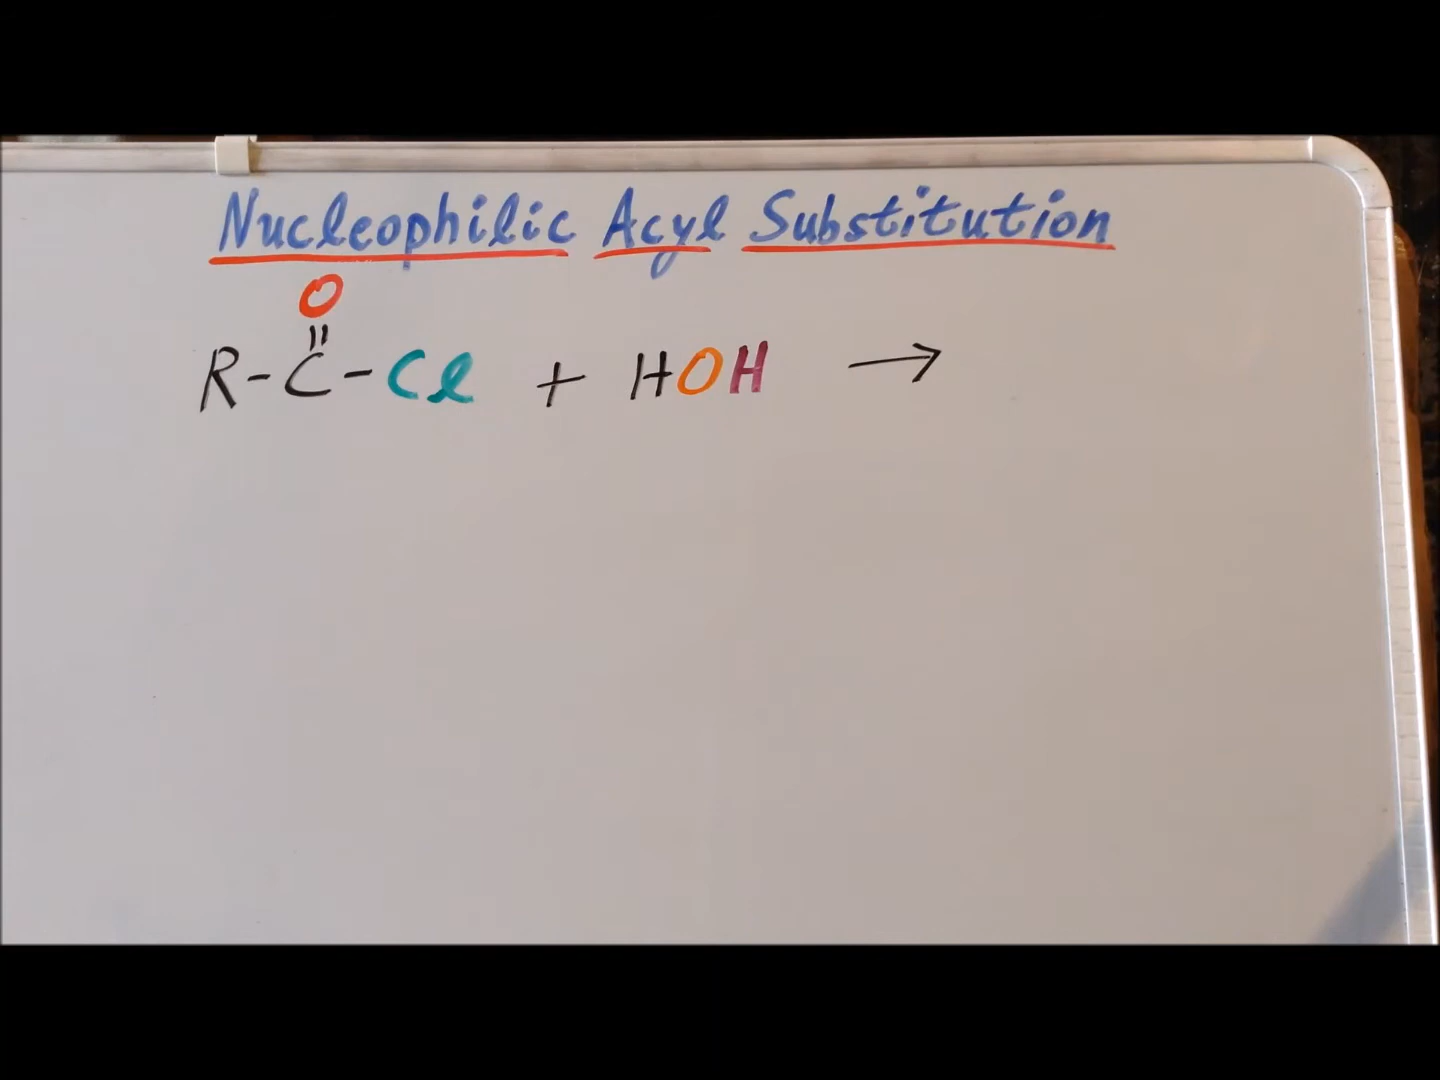 Nucleophilic Acyl Substitution
O
R-C-Cl + HOH →